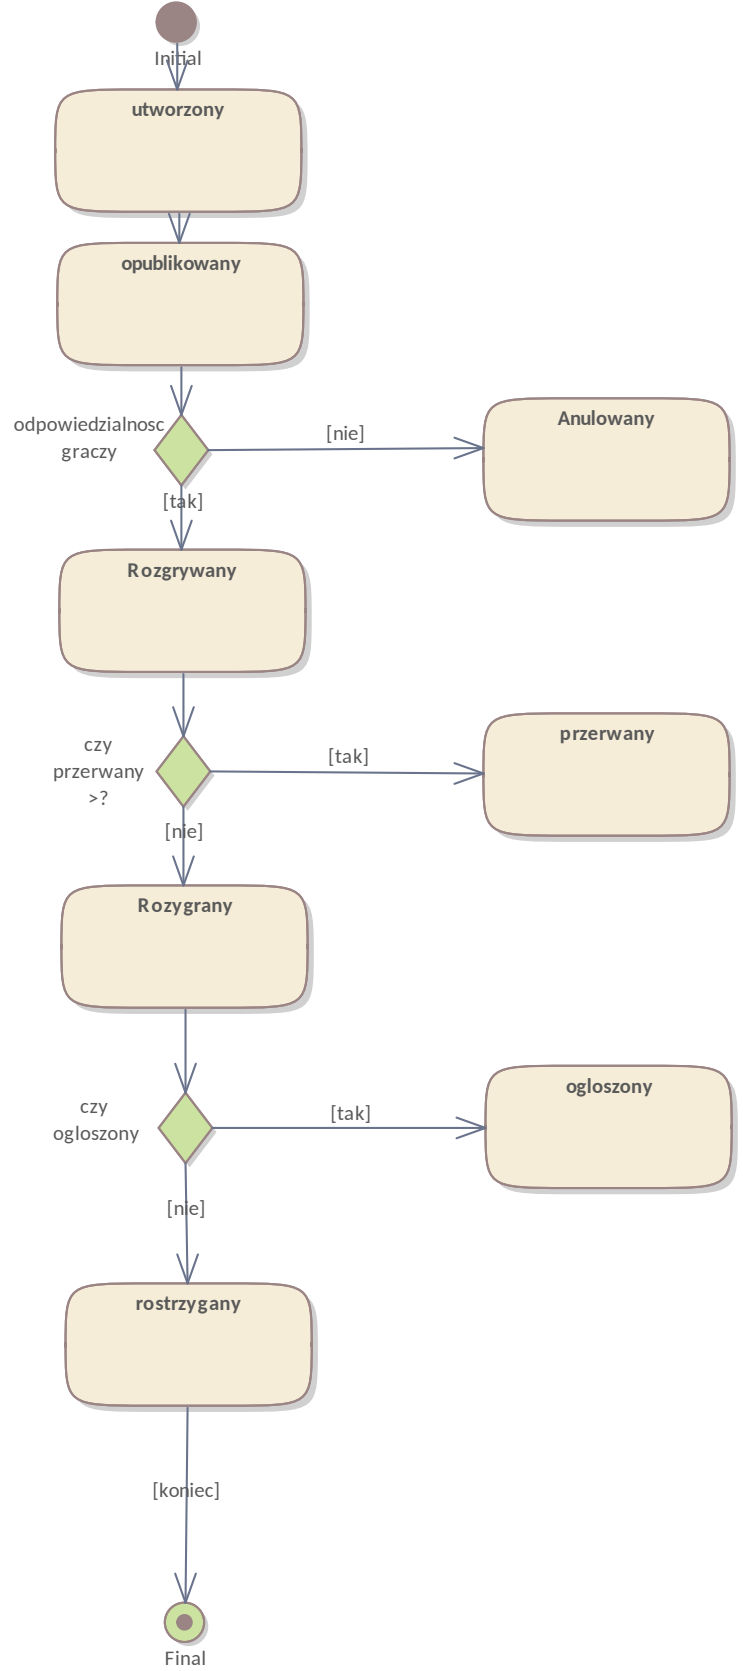 Initial
utworzony
opublikowany
odpowiedzialnosc
graczy
[nie]
Anulowany
[tak]
Rozgrywany
czy
przerwany
>?
[tak]
przerwany
[nie]
Rozygrany
czy
ogloszony
[tak]
ogloszony
[nie]
rostrzygany
[koniec]
Final